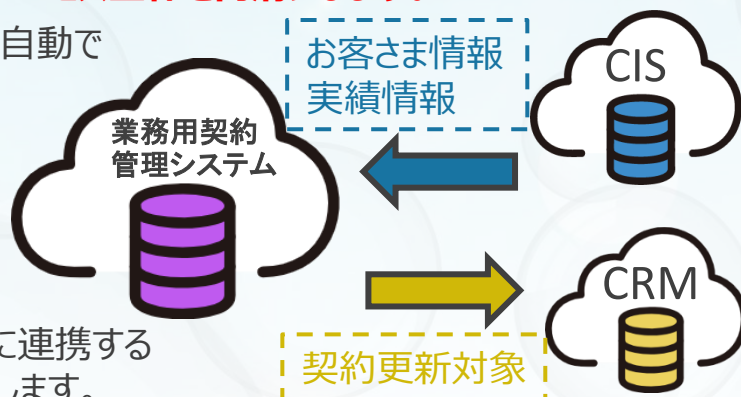 自動で
お客さま情報
実績情報
CIS
業務用契約
管理システム
CRM
に連携する
します。
契約更新対象